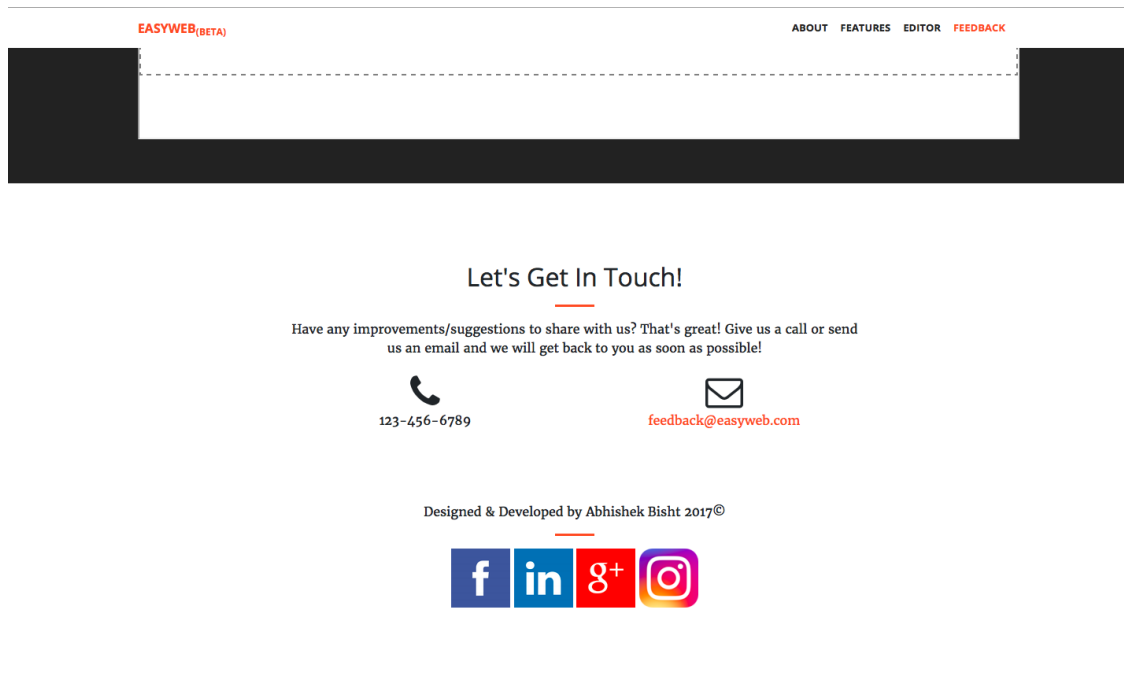 EASYWEB(BETA)
ABOUT FEATURES EDITOR FEEDBACK
Let's Get In Touch!
Have any improvements/suggestions to share with us? That's great! Give us a call or send
us an email and we will get back to you as soon as possible!
123-456-6789
feedback@easyweb.com
Designed & Developed by Abhishek Bisht 2017©
f in g+